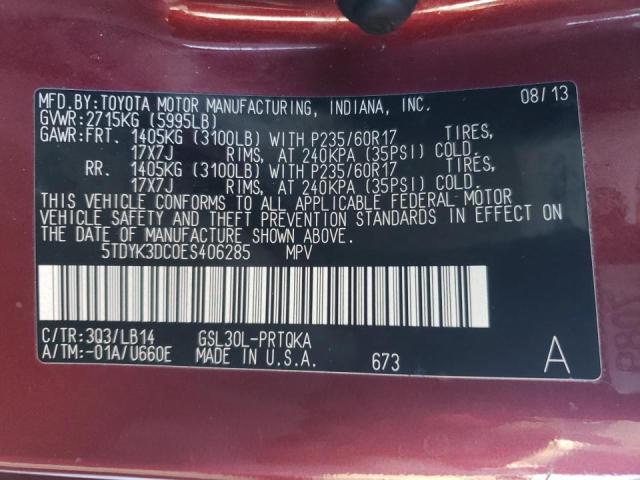 MFD.BY:TOYOTA MOTOR MANUFACTURING, INDIANA, INC. 08/13
GVWR:2715KG (5995LB)
GAWR:FRT. 1405KG (3100LB) WITH P235/60R17 TIRES,
17X7J RIMS, AT 240KPA (35PSI) COLD.
RR. 1405KG (3100LB) WITH P235/60R17 TIRES,
17X7J RIMS, AT 240KPA (35PSI) COLD.
THIS VEHICLE CONFORMS TO ALL APPLICABLE FEDERAL MOTOR
VEHICLE SAFETY AND THEFT PREVENTION STANDARDS IN EFFECT ON
THE DATE OF MANUFACTURE SHOWN ABOVE.
5TDYK3DC0ES406285 MPV
C/TR:3Q3/LB14 GSL30L-PRTQKA
A/TM:-01A/U660E MADE IN U.S.A. 673 A